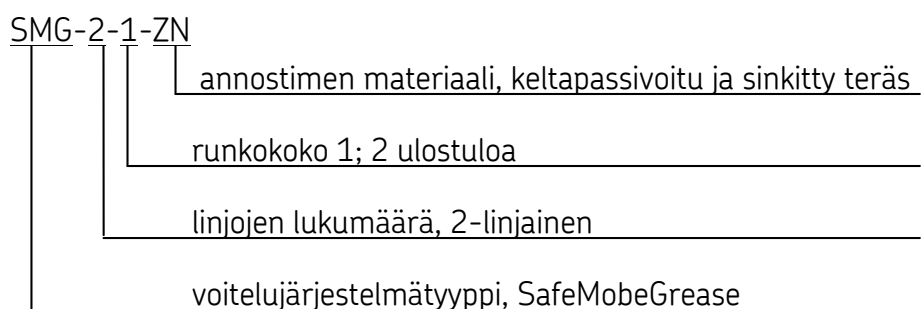 SMG-2-1-ZN
annostimen materiaali, keltapassivoitu ja sinkitty teräs
runkokoko 1; 2 ulostuloa
linjojen lukumäärä, 2-linjainen
voitelujärjestelmätyyppi, SafeMobeGrease